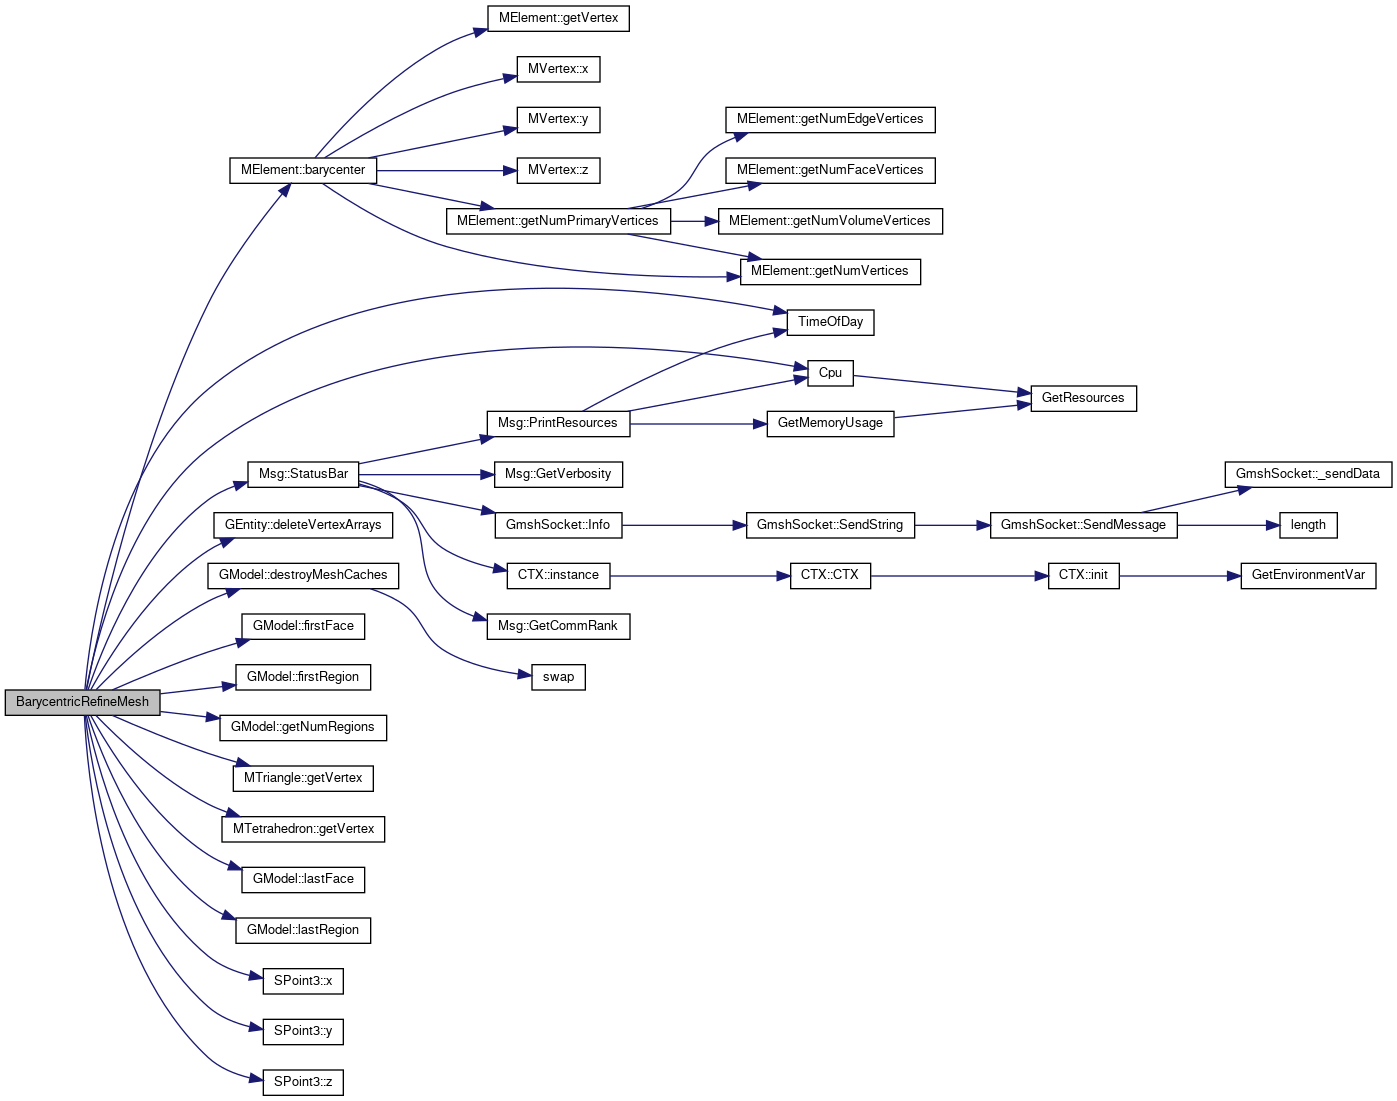 MElement::getVertex
MVertex::x
MVertex::y
MElement::getNumEdgeVertices
MElement::barycenter
MVertex::z
MElement::getNumFaceVertices
MElement::getNumPrimaryVertices
MElement::getNumVolumeVertices
MElement::getNumVertices
TimeOfDay
Cpu
GetResources
Msg::PrintResources
GetMemoryUsage
Msg::StatusBar
Msg::GetVerbosity
GmshSocket::_sendData
GEntity::deleteVertexArrays
GmshSocket::Info
GmshSocket::SendString
GmshSocket::SendMessage
length
GModel::destroyMeshCaches
CTX::instance
CTX::CTX
CTX::init
GetEnvironmentVar
GModel::firstFace
Msg::GetCommRank
GModel::firstRegion
swap
BarycentricRefineMesh
GModel::getNumRegions
MTriangle::getVertex
MTetrahedron::getVertex
GModel::lastFace
GModel::lastRegion
SPoint3::x
SPoint3::y
SPoint3::z